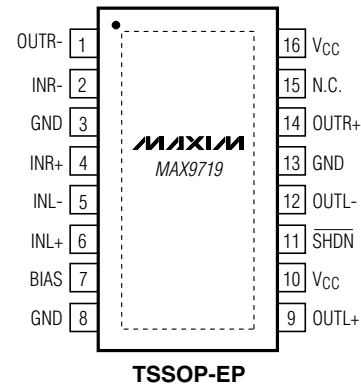 OUTR- 1
INR- 2
GND 3
INR+ 4
INL- 5
INL+ 6
BIAS 7
GND 8
MAXIM
MAX9719
16 VCC
15 N.C.
14 OUTR+
13 GND
12 OUTL-
11 SHDN
10 VCC
9 OUTL+
TSSOP-EP